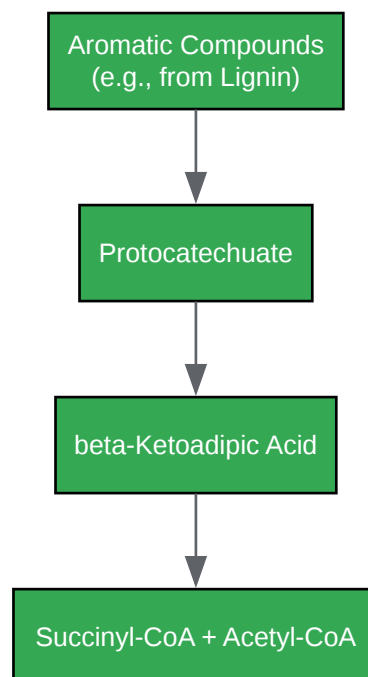 Aromatic Compounds
(e.g., from Lignin)
Protocatechuate
beta-Ketoadipic Acid
Succinyl-CoA + Acetyl-CoA